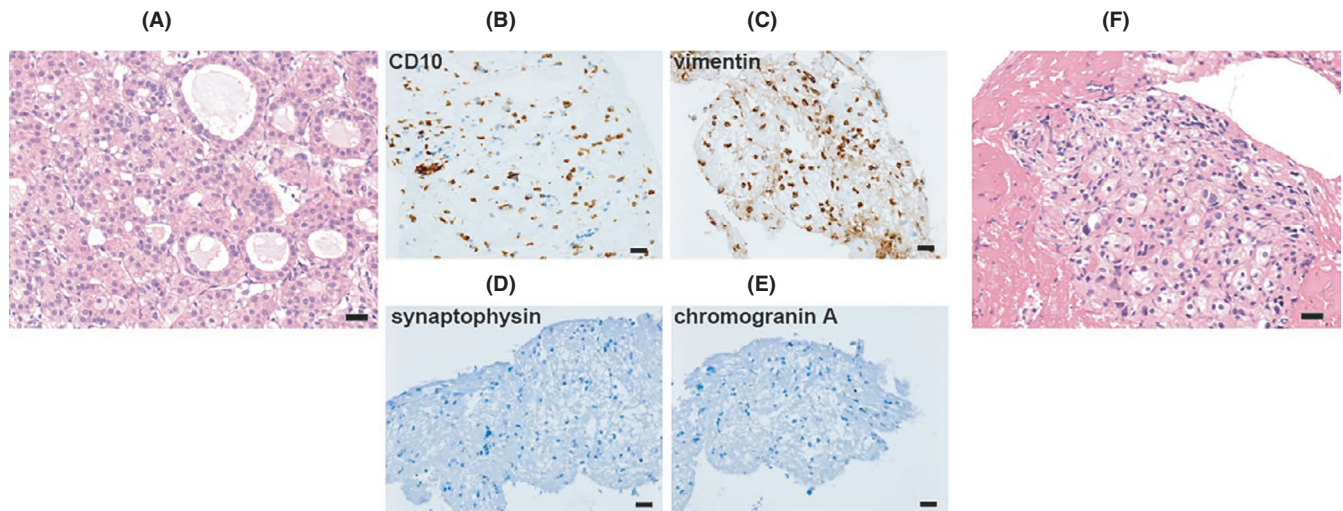 (A)
(B)
(C)
(F)
CD10
vimentin
(D)
(E)
synaptophysin
chromogranin A